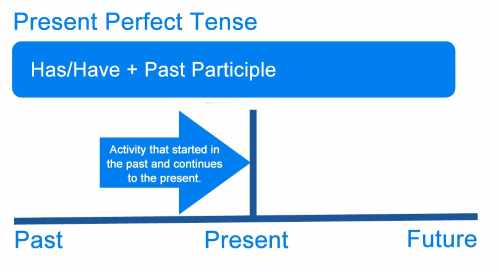 Present Perfect Tense
Has/Have + Past Participle
Activity that started in
the past and continues
to the present.
Past Present Future